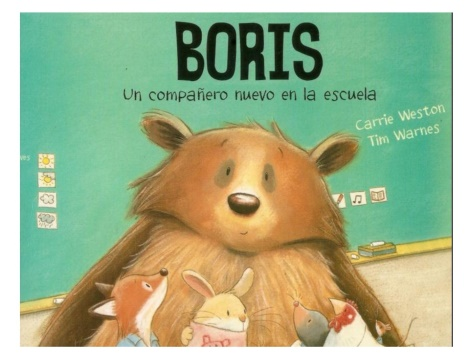 BORIS
Un compañero nuevo en la escuela
Carrie Weston
Tim Warnes